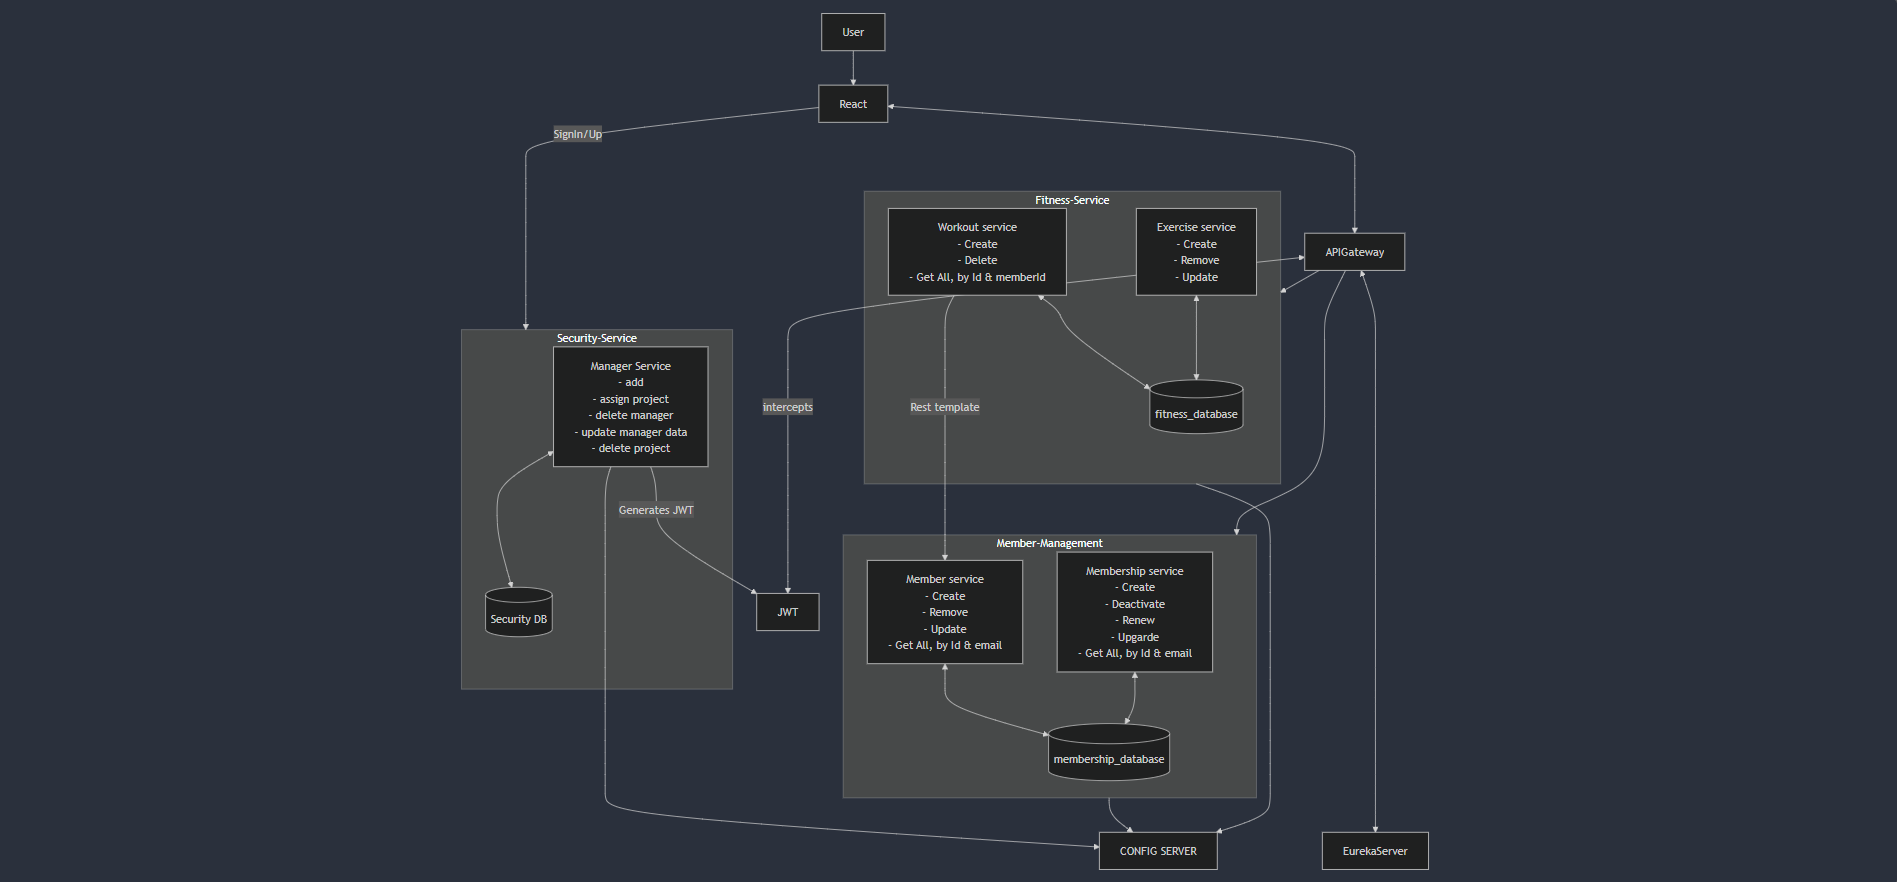 User
React
SignIn/Up
Fitness-Service
Workout service
- Create
- Delete
- Get All, by Id & memberId
Exercise service
- Create
- Remove
- Update
APIGateway
Security-Service
Manager Service
- add
- assign project
- delete manager
- update manager data
- delete project
intercepts
Rest template
fitness_database
Generates JWT
Member-Management
Member service
- Create
- Remove
- Update
- Get All, by Id & email
Membership service
- Create
- Deactivate
- Renew
- Upgarde
- Get All, by Id & email
Security DB
JWT
membership_database
CONFIG SERVER
EurekaServer